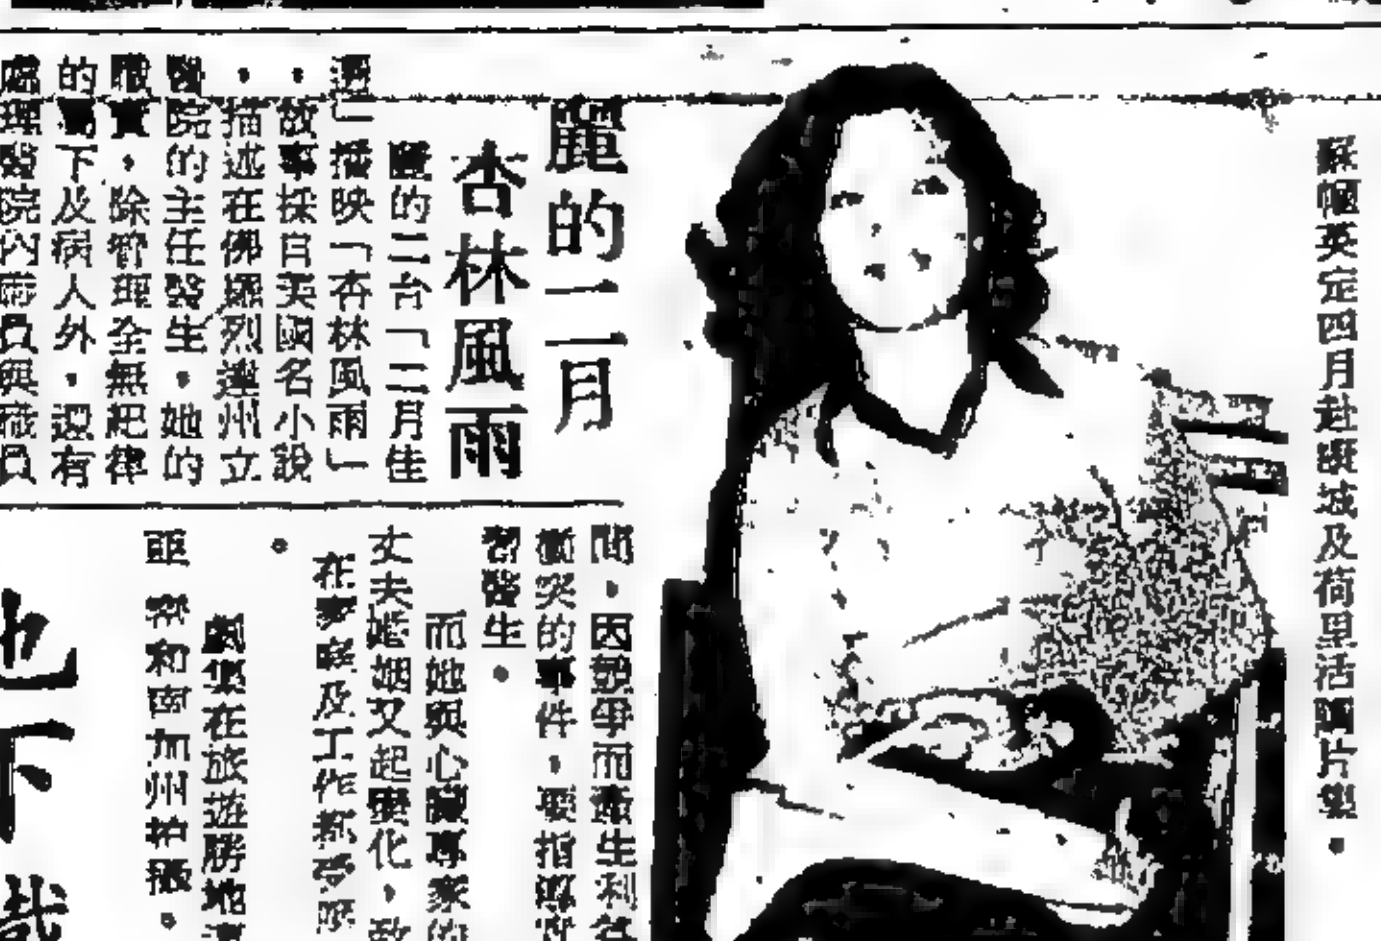 蘇幗英定四月赴璇城及荷里活購片集。
麗的二月
杏林風雨
麗的二台「二月佳
選」播映「杏林風雨」
，故事採自美國名小說
，描述在佛羅烈達州立
醫院的主任醫生，她的
職責，除管理全無紀律
的屬下及病人外，還有
處理醫院內醫員與職員
間，因競爭而產生利益
衝突的事件，要指導
習醫生。
而她與心臟專家的
丈夫婚姻又起變化，致
在家庭及工作都
。
劇集在旅遊勝地
和南加州拍攝。
地下鐵